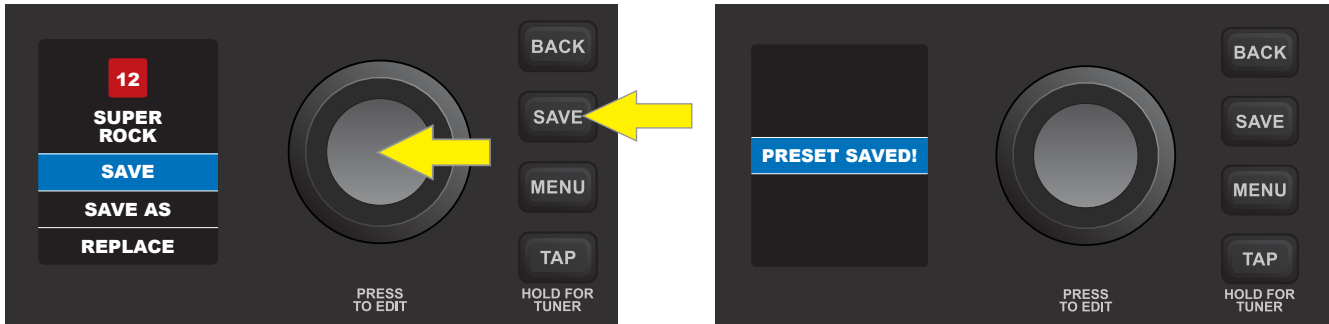 12
SUPER
ROCK
SAVE
SAVE AS
REPLACE
PRESS
TO EDIT
BACK
SAVE
MENU
TAP
HOLD FOR
TUNER
PRESET SAVED!
PRESS
TO EDIT
BACK
SAVE
MENU
TAP
HOLD FOR
TUNER